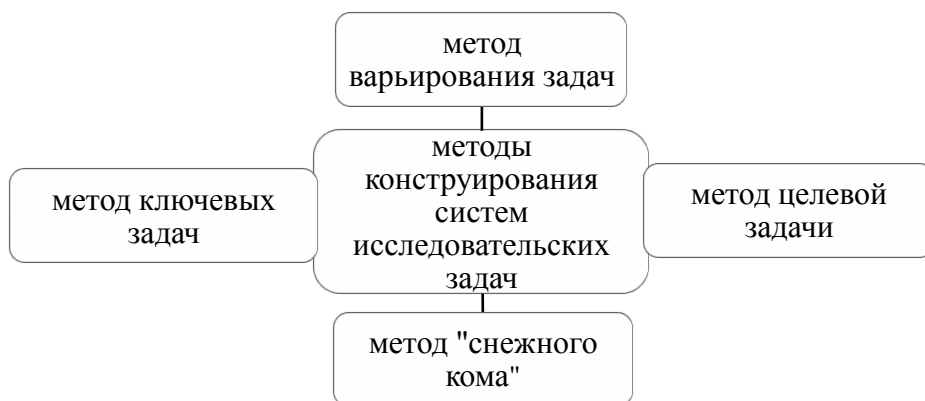 метод
варьирования задач
методы
конструирования
систем
исследовательских
задач
метод ключевых
задач
метод целевой
задачи
метод "снежного
кома"